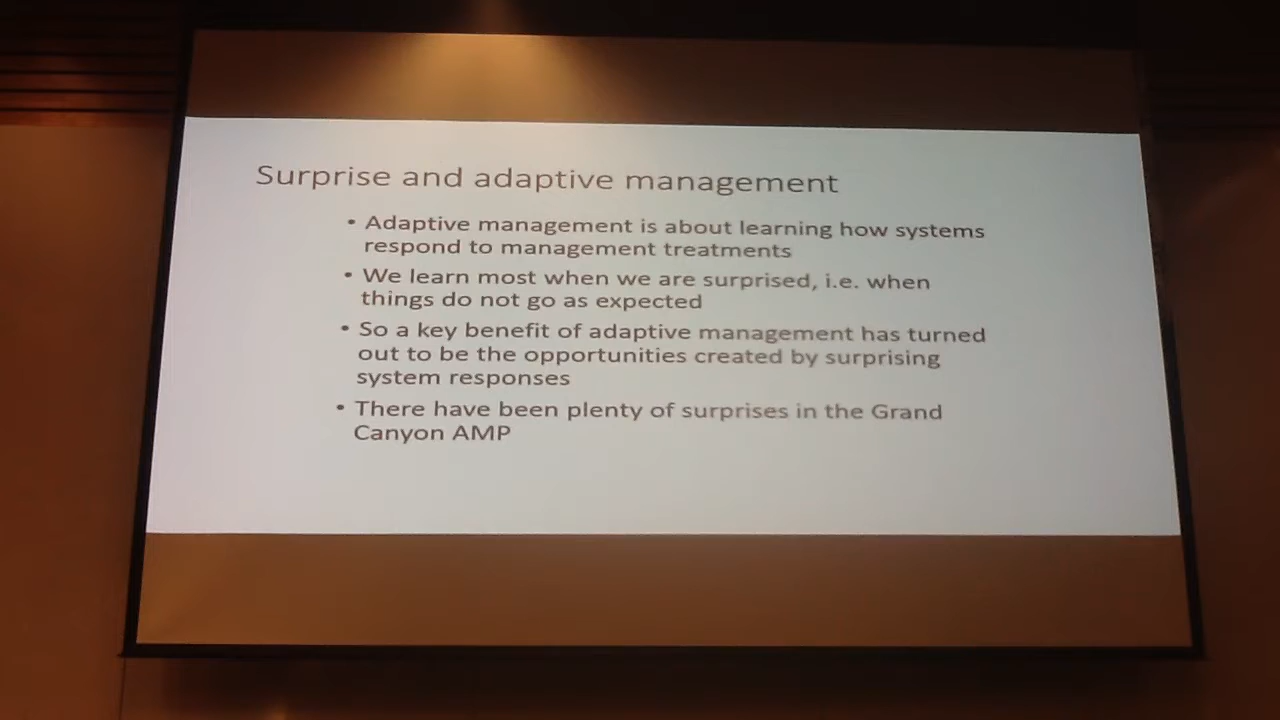 Surprise and adaptive management
• Adaptive management is about learning how systems
respond to management treatments
• We learn most when we are surprised, i.e. when
things do not go as expected
• So a key benefit of adaptive management has turned
out to be the opportunities created by surprising
system responses
• There have been plenty of surprises in the Grand
Canyon AMP